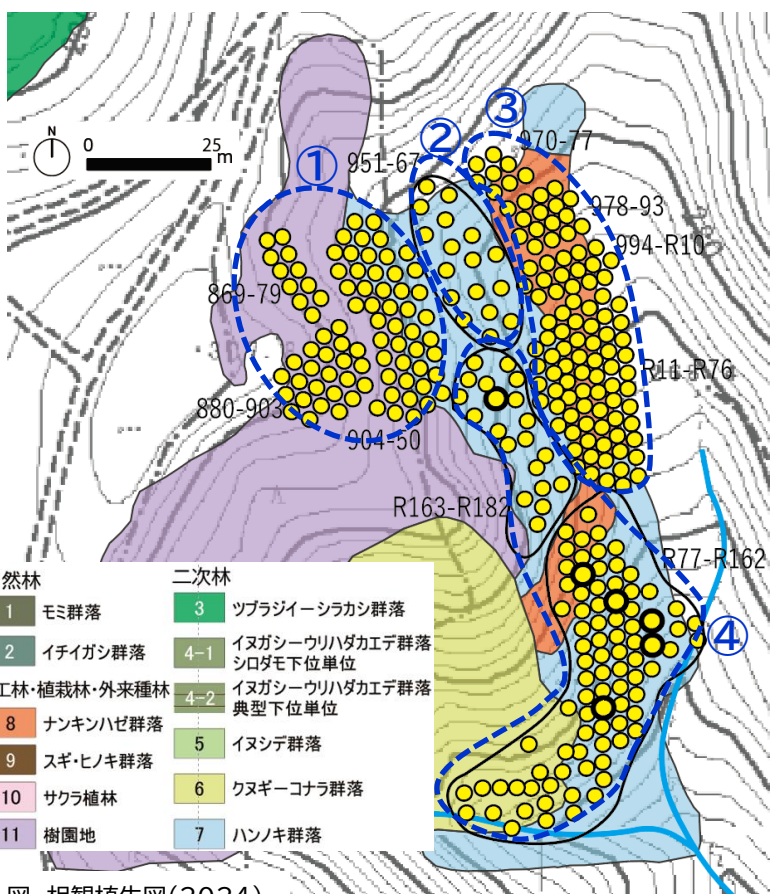 N
0 25
m
①
②
③
④
951-67
970-77
978-93
994-R10
869-79
R11-R76
880-903
904-50
R163-R182
R77-R162
然林
1 モミ群落
2 イチイガシ群落
工林・植栽林・外来種林
8 ナンキンハゼ群落
9 スギ・ヒノキ群落
10 サクラ植林
11 樹園地
二次林
3 ツブラジイーシラカシ群落
4-1 イヌガシーウリハダカエデ群落
シロダモ下位単位
4-2 イヌガシーウリハダカエデ群落
典型下位単位
5 イヌシデ群落
6 クヌギーコナラ群落
7 ハンノキ群落
図 相観植生図(2024)